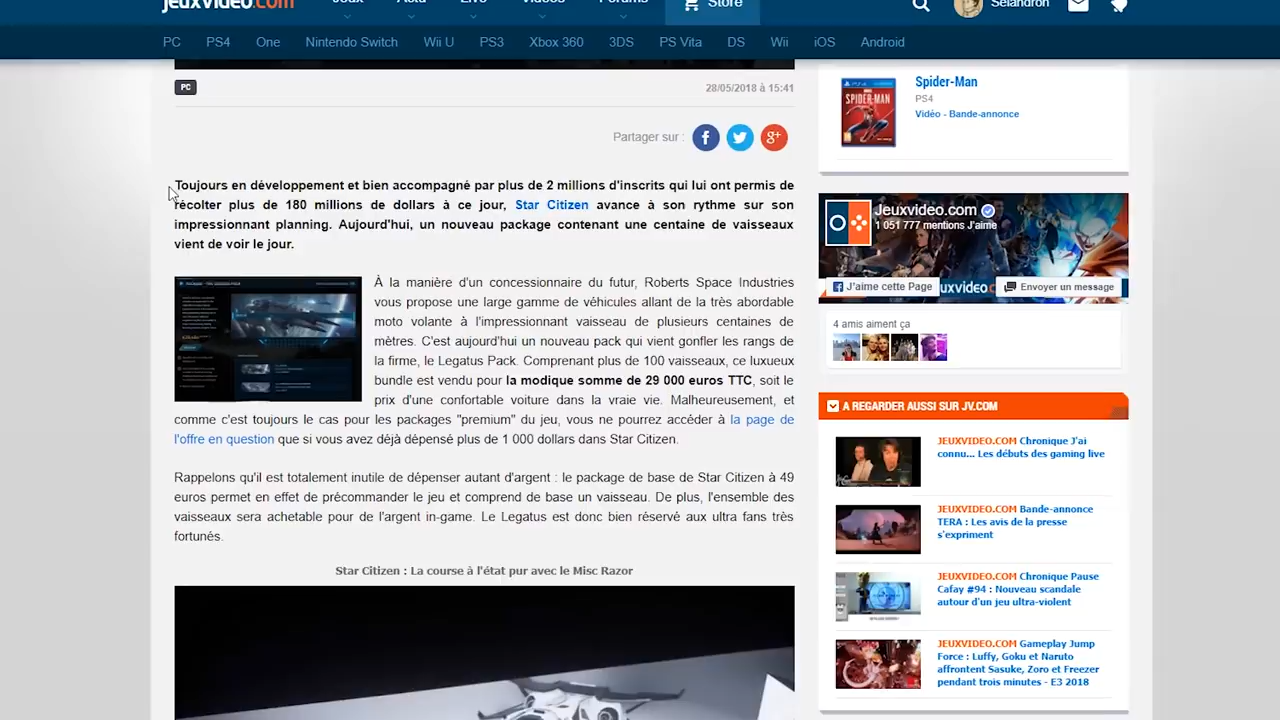 jeuxvideo.com
Jeux Actu Live Vidéos Forums Store Selandron
PC PS4 One Nintendo Switch Wii U PS3 Xbox 360 3DS PS Vita DS Wii iOS Android
PC
28/05/2018 à 15:41
Partager sur :
Toujours en développement et bien accompagné par plus de 2 millions d'inscrits qui lui ont permis de
récolter plus de 180 millions de dollars à ce jour, Star Citizen avance à son rythme sur son
impressionnant planning. Aujourd'hui, un nouveau package contenant une centaine de vaisseaux
vient de voir le jour.
À la manière d'un concessionnaire du futur, Roberts Space Industries
vous propose une large gamme de véhicules allant de la très abordable
moto volante à l'impressionnant vaisseau de plusieurs centaines de
mètres. C'est aujourd'hui un nouveau pack qui vient gonfler les rangs de
la firme, le Legatus Pack. Comprenant plus de 100 vaisseaux, ce luxueux
bundle est vendu pour la modique somme de 29 000 euros TTC, soit le
prix d'une confortable voiture dans la vraie vie. Malheureusement, et
comme c'est toujours le cas pour les packages "premium" du jeu, vous ne pourrez accéder à la page de
l'offre en question que si vous avez déjà dépensé plus de 1 000 dollars dans Star Citizen.
Rappelons qu'il est totalement inutile de dépenser autant d'argent : le package de base de Star Citizen à 49
euros permet en effet de précommander le jeu et comprend de base un vaisseau. De plus, l'ensemble des
vaisseaux sera achetable pour de l'argent in-game. Le Legatus est donc bien réservé aux ultra fans très
fortunés.
Star Citizen : La course à l'état pur avec le Misc Razor
SPIDER-MAN
Spider-Man
PS4
Vidéo - Bande-annonce
Jeuxvideo.com
1 051 777 mentions J'aime
J'aime cette Page
Envoyer un message
4 amis aiment ça
A REGARDER AUSSI SUR JV.COM
JEUXVIDEO.COM Chronique J'ai
connu... Les débuts des gaming live
JEUXVIDEO.COM Bande-annonce
TERA : Les avis de la presse
s'expriment
JEUXVIDEO.COM Chronique Pause
Cafay #94 : Nouveau scandale
autour d'un jeu ultra-violent
JEUXVIDEO.COM Gameplay Jump
Force : Luffy, Goku et Naruto
affrontent Sasuke, Zoro et Freezer
pendant trois minutes - E3 2018